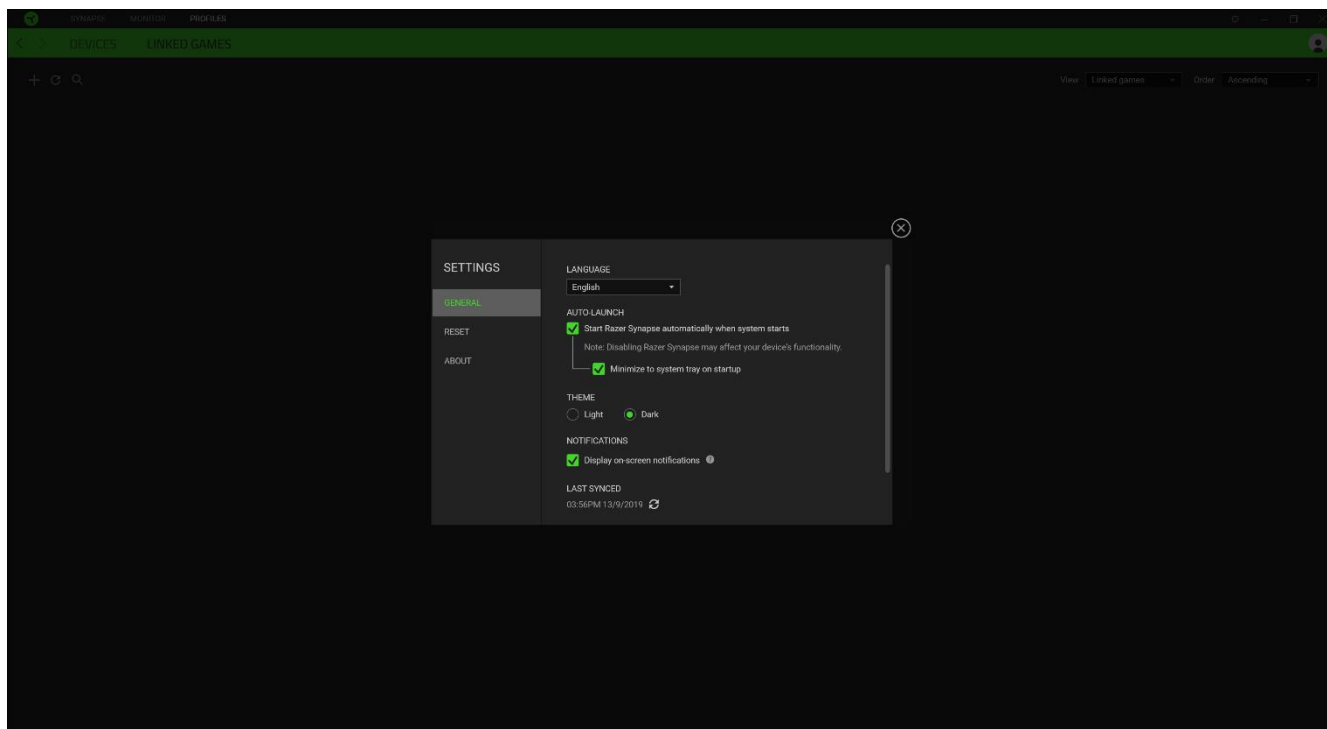 SYNAPSE MONITOR PROFILES
DEVICES LINKED GAMES
View Linked games Order Ascending
SETTINGS
GENERAL
RESET
ABOUT
LANGUAGE
English
AUTO-LAUNCH
Start Razer Synapse automatically when system starts
Note: Disabling Razer Synapse may affect your device's functionality.
Minimize to system tray on startup
THEME
Light Dark
NOTIFICATIONS
Display on-screen notifications
LAST SYNCED
03:56PM 13/9/2019